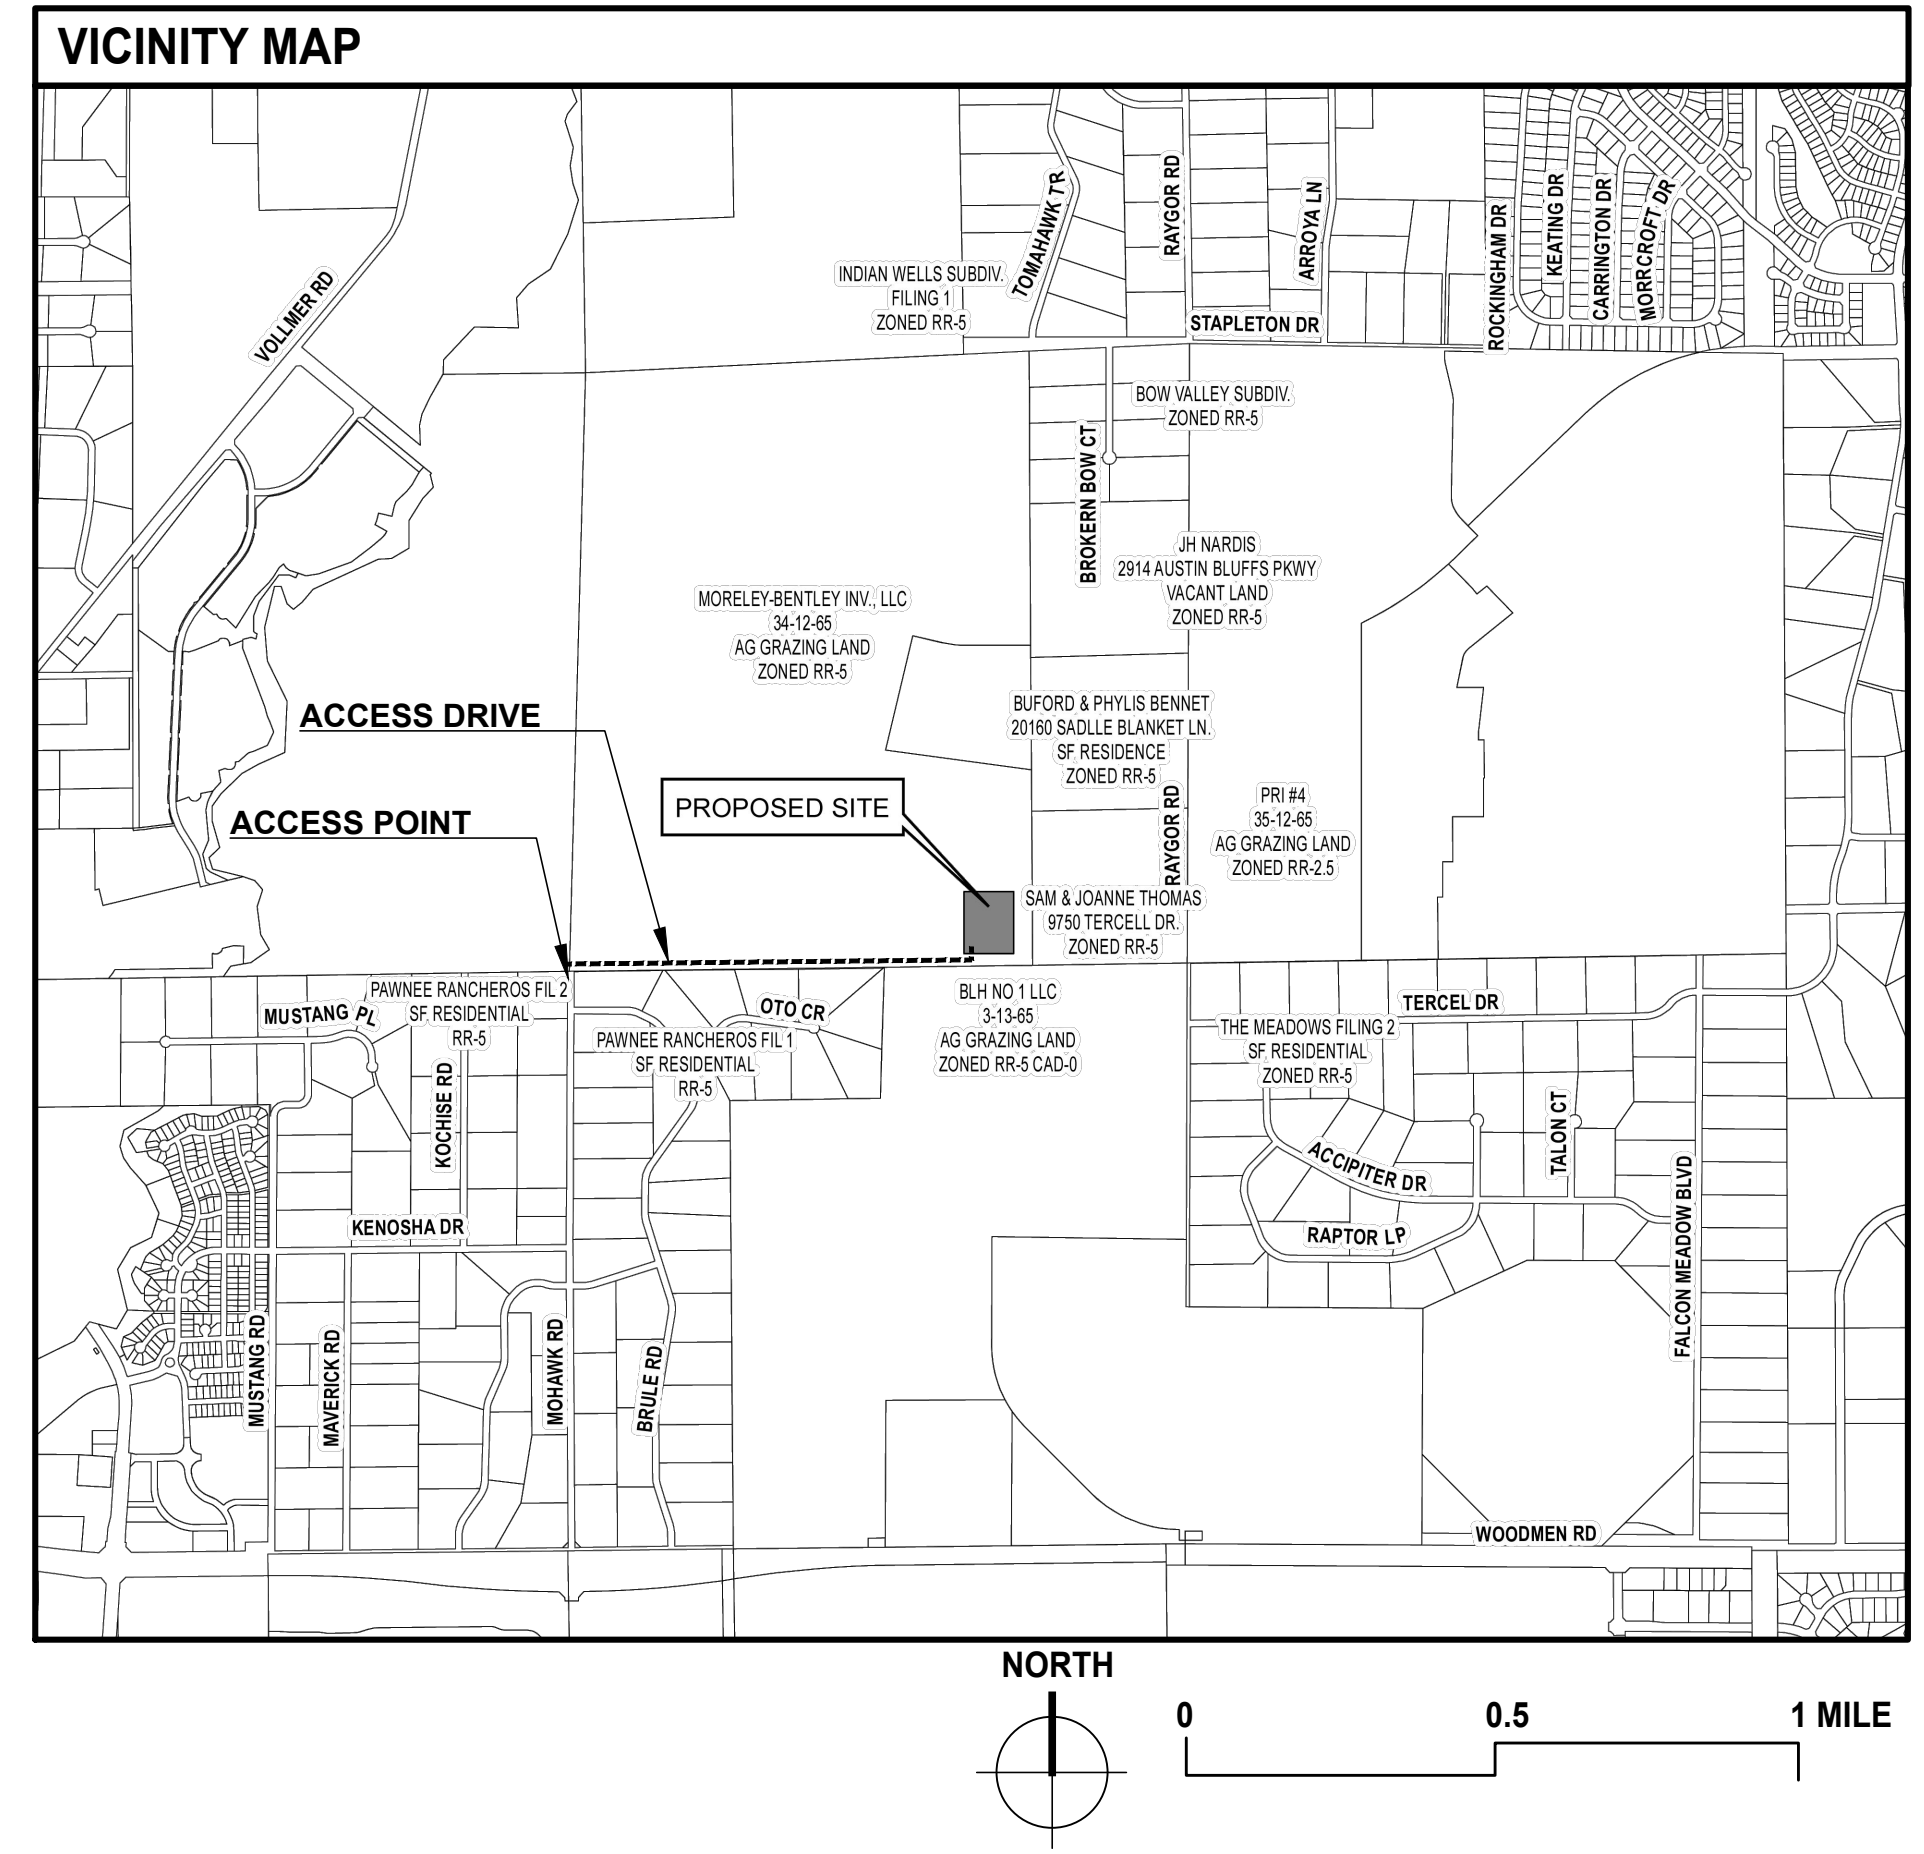 VICINITY MAP
TOMAHAWK TR
RAYGOR RD
ARROYA LN
ROCKINGHAM DR
KEATING DR
CARRINGTON DR
MORRCROFT DR
VOLLMER RD
INDIAN WELLS SUBDIV.
FILING 1
ZONED RR-5
STAPLETON DR
BOW VALLEY SUBDIV.
ZONED RR-5
BROKERN BOW CT
JH NARDIS
2914 AUSTIN BLUFFS PKWY
VACANT LAND
ZONED RR-5
MORELEY-BENTLEY INV., LLC
34-12-65
AG GRAZING LAND
ZONED RR-5
ACCESS DRIVE
BUFORD & PHYLIS BENNET
20160 SADLLE BLANKET LN.
SF RESIDENCE
ZONED RR-5
PROPOSED SITE
ACCESS POINT
RAYGOR RD
PRI #4
35-12-65
AG GRAZING LAND
ZONED RR-2.5
SAM & JOANNE THOMAS
9750 TERCELL DR.
ZONED RR-5
PAWNEE RANCHEROS FIL 2
SF RESIDENTIAL
RR-5
MUSTANG PL
OTO CR
PAWNEE RANCHEROS FIL 1
SF RESIDENTIAL
RR-5
BLH NO 1 LLC
3-13-65
AG GRAZING LAND
ZONED RR-5 CAD-0
TERCEL DR
THE MEADOWS FILING 2
SF RESIDENTIAL
ZONED RR-5
KOCHISE RD
TALON CT
ACCIPITER DR
KENOSHA DR
RAPTOR LP
FALCON MEADOW BLVD
MUSTANG RD
MAVERICK RD
MOHAWK RD
BRULE RD
WOODMEN RD
NORTH
0 0.5 1 MILE